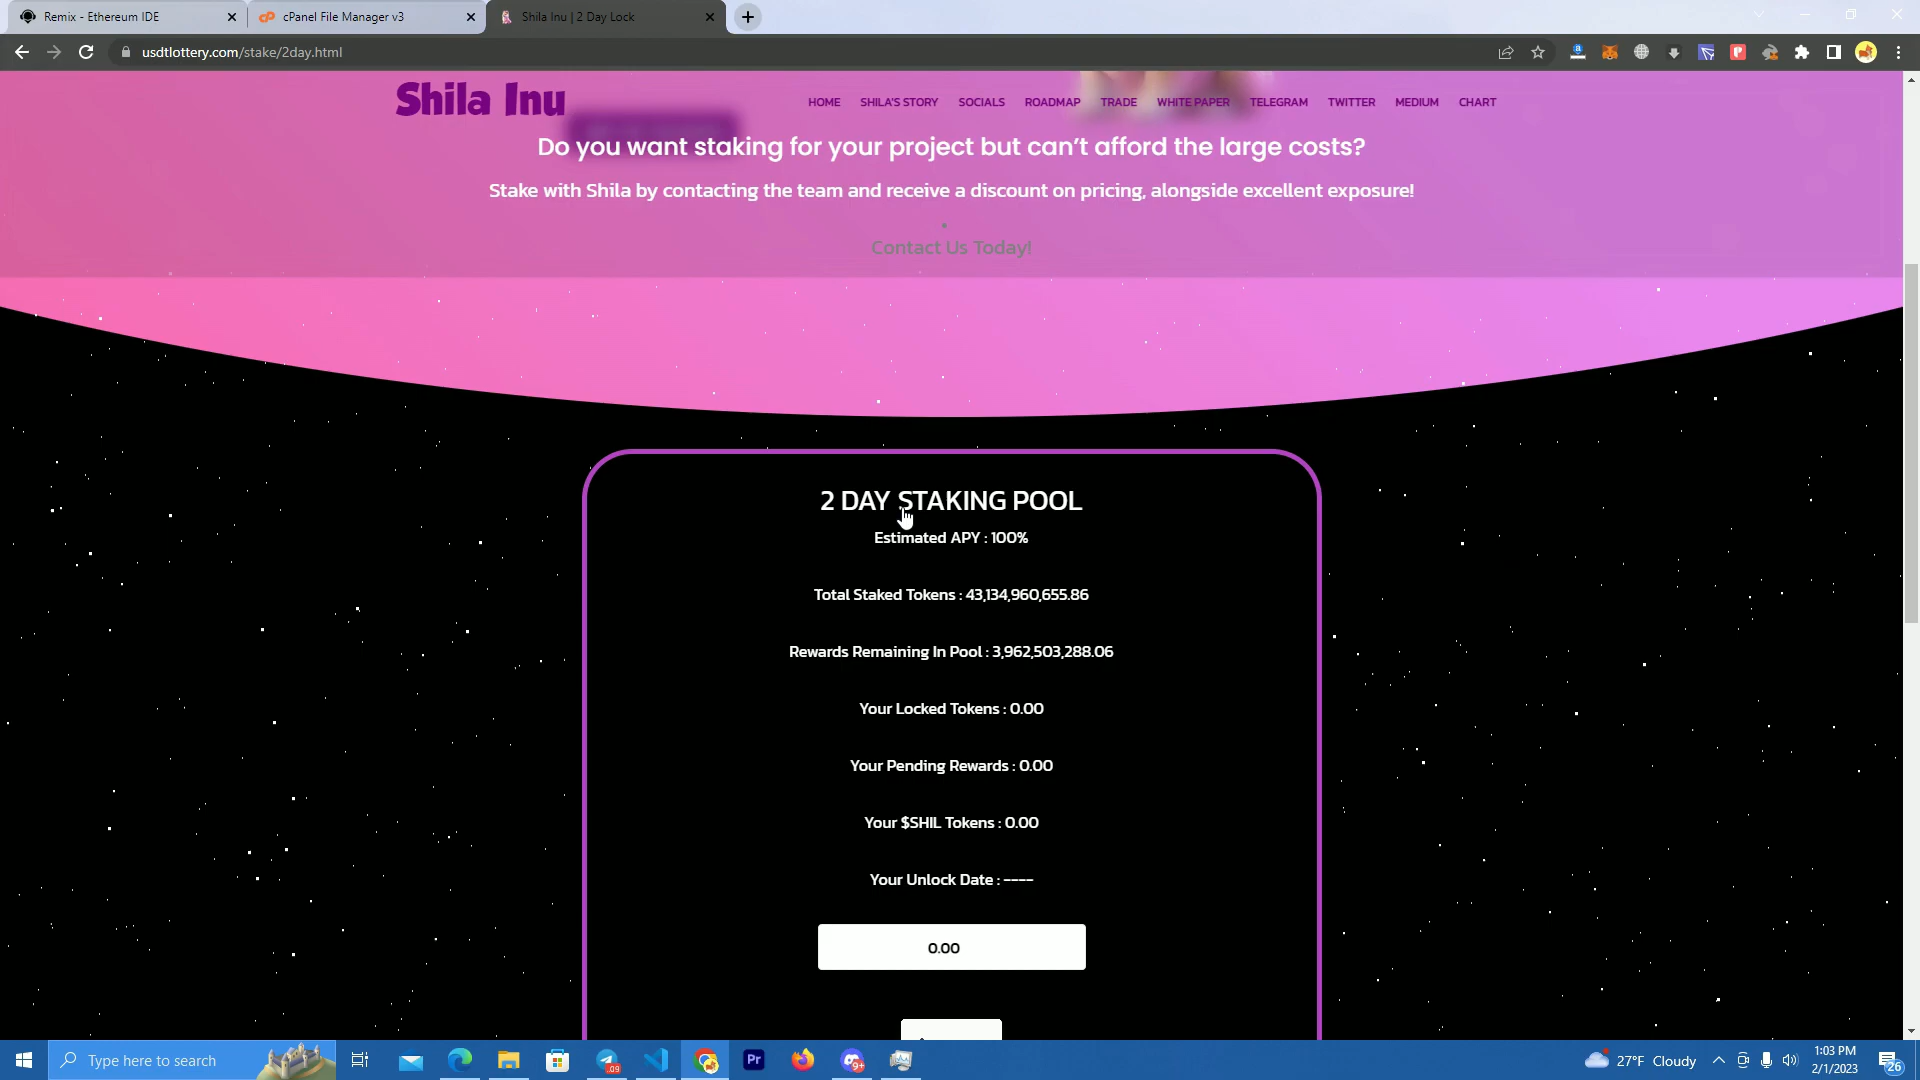 Remix - Ethereum IDE
cPanel File Manager v3
Shila Inu | 2 Day Lock
usdtlottery.com/stake/2day.html
Shila Inu
HOME SHILA'S STORY SOCIALS ROADMAP TRADE WHITE PAPER TELEGRAM TWITTER MEDIUM CHART
Do you want staking for your project but can't afford the large costs?
Stake with Shila by contacting the team and receive a discount on pricing, alongside excellent exposure!
Contact Us Today!
2 DAY STAKING POOL
Estimated APY : 100%
Total Staked Tokens : 43,134,960,655.86
Rewards Remaining In Pool : 3,962,503,288.06
Your Locked Tokens : 0.00
Your Pending Rewards : 0.00
Your $SHIL Tokens : 0.00
Your Unlock Date : ----
0.00
Type here to search
.09
Pr
9+
27°F Cloudy
1:03 PM
2/1/2023
26